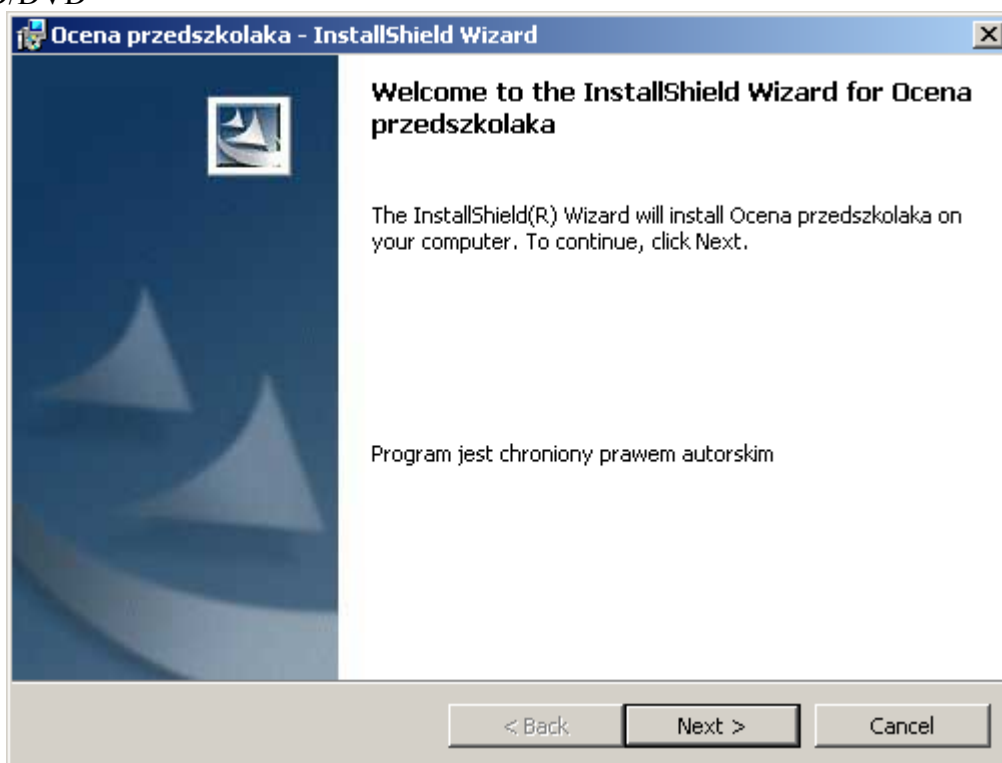 /DVD
Ocena przedszkolaka - InstallShield Wizard
Welcome to the InstallShield Wizard for Ocena
przedszkolaka
The InstallShield(R) Wizard will install Ocena przedszkolaka on
your computer. To continue, click Next.
Program jest chroniony prawem autorskim
< Back Next > Cancel